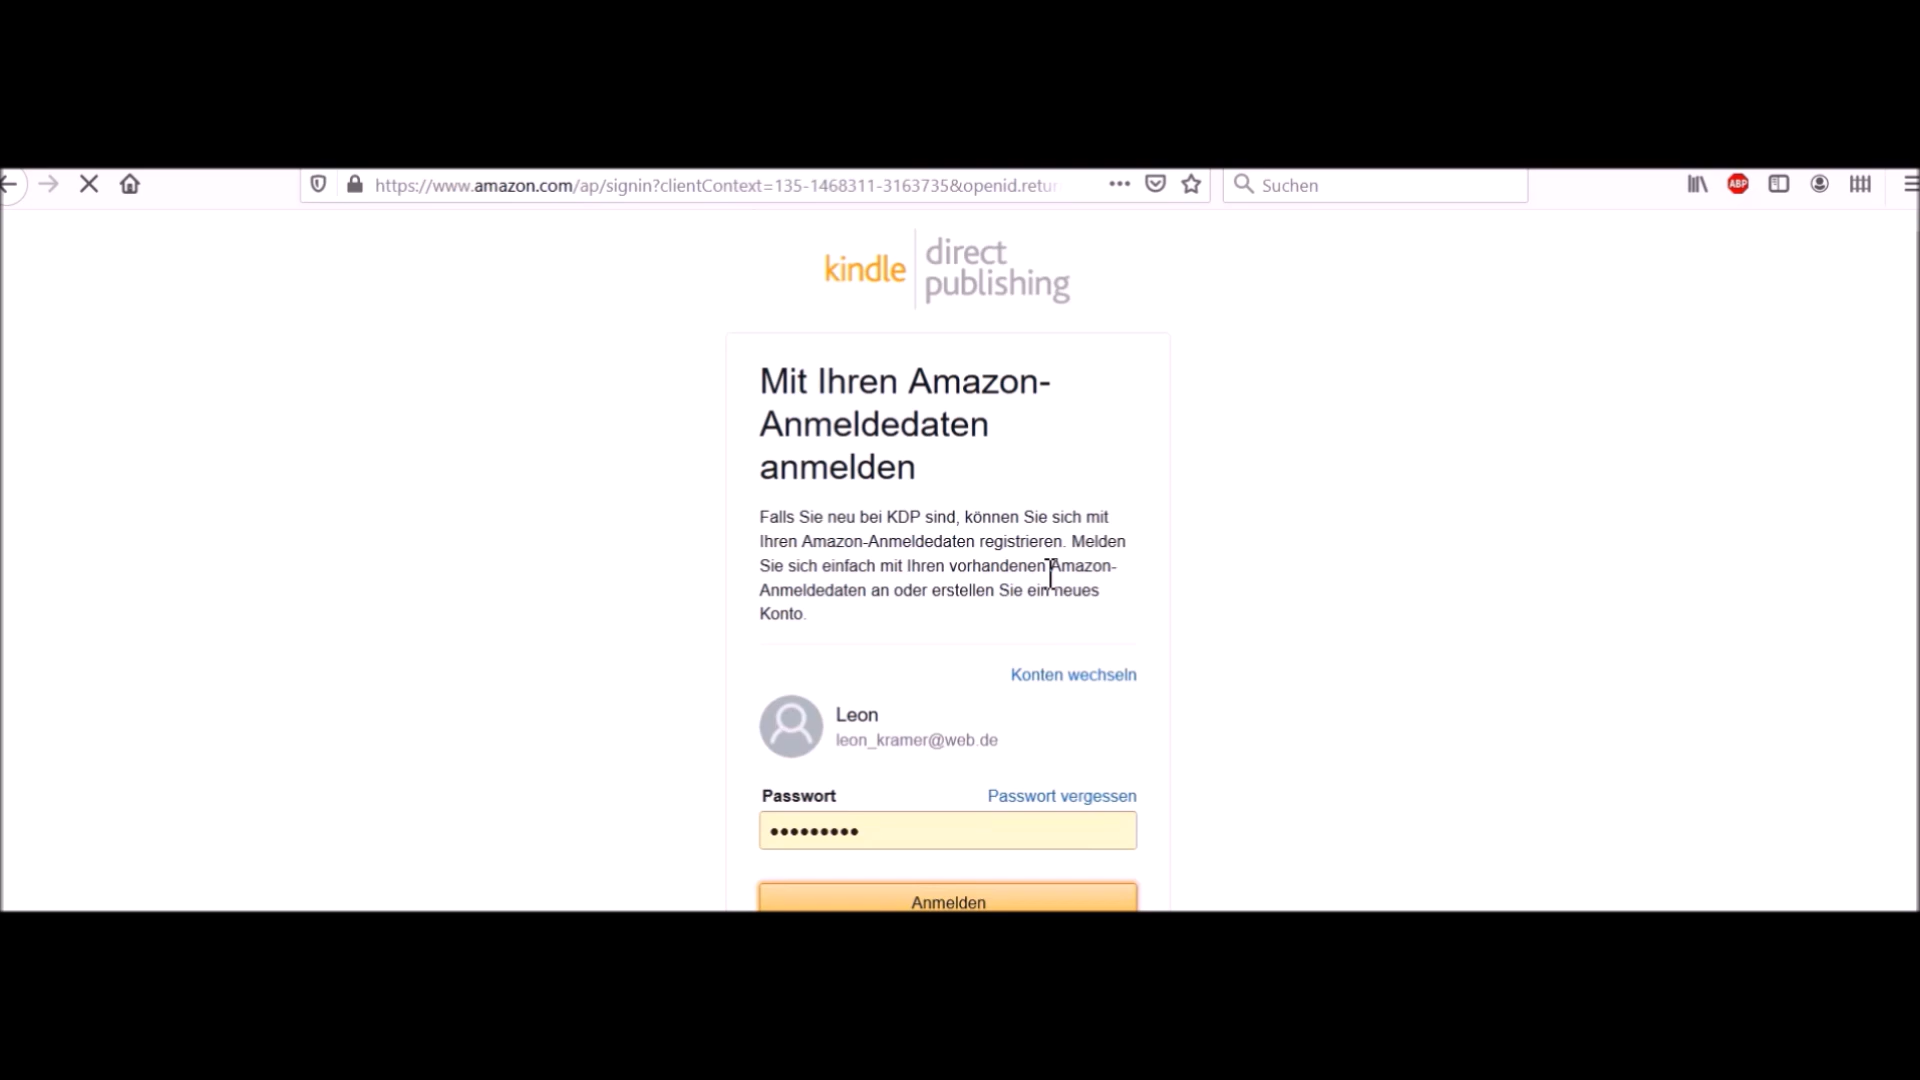 https://www.amazon.com/ap/signin?clientContext=135-1468311-3163735&openid.retur
Suchen
ABP
kindle direct publishing
Mit Ihren Amazon-
Anmeldedaten
anmelden
Falls Sie neu bei KDP sind, können Sie sich mit
Ihren Amazon-Anmeldedaten registrieren. Melden
Sie sich einfach mit Ihren vorhandenen Amazon-
Anmeldedaten an oder erstellen Sie ein neues
Konto.
Konten wechseln
Leon
leon_kramer@web.de
Passwort Passwort vergessen
Anmelden